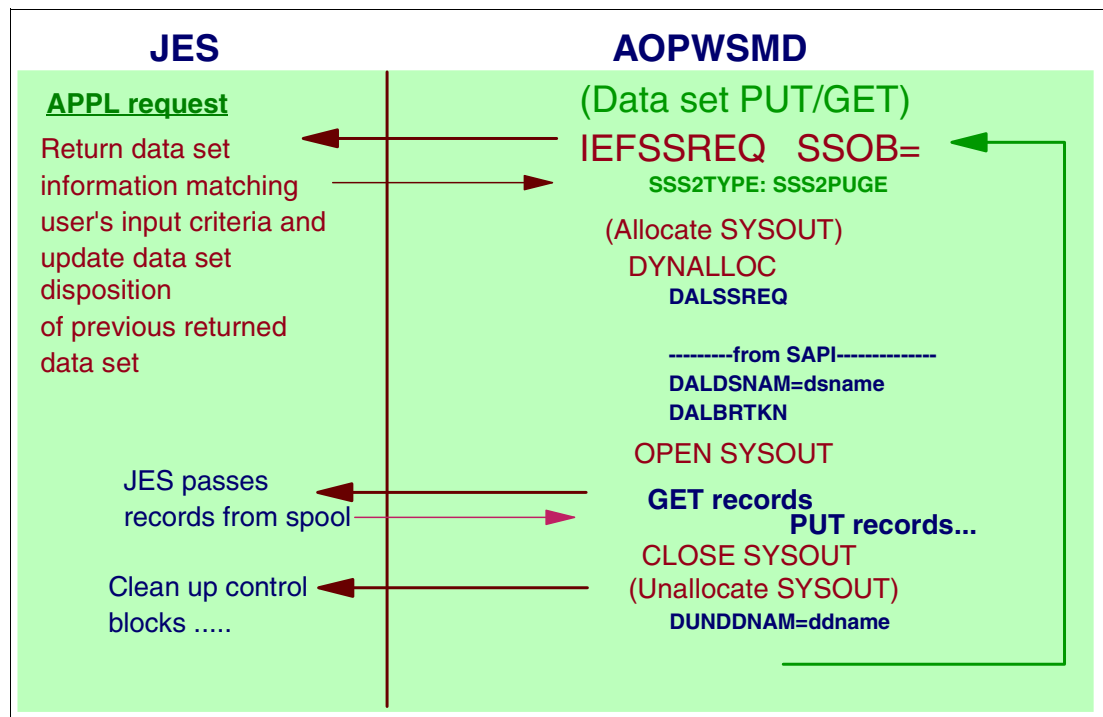 JES
AOPWSMD
APPL request
Return data set
information matching
user's input criteria and
update data set
disposition
of previous returned
data set
JES passes
records from spool
Clean up control
blocks .....
(Data set PUT/GET)
IEFSSREQ SSOB=
SSS2TYPE: SSS2PUGE
(Allocate SYSOUT)
DYNALLOC
DALSSREQ
---------from SAPI--------------
DALDSNAM=dsname
DALBRTKN
OPEN SYSOUT
GET records
PUT records...
CLOSE SYSOUT
(Unallocate SYSOUT)
DUNDDNAM=ddname